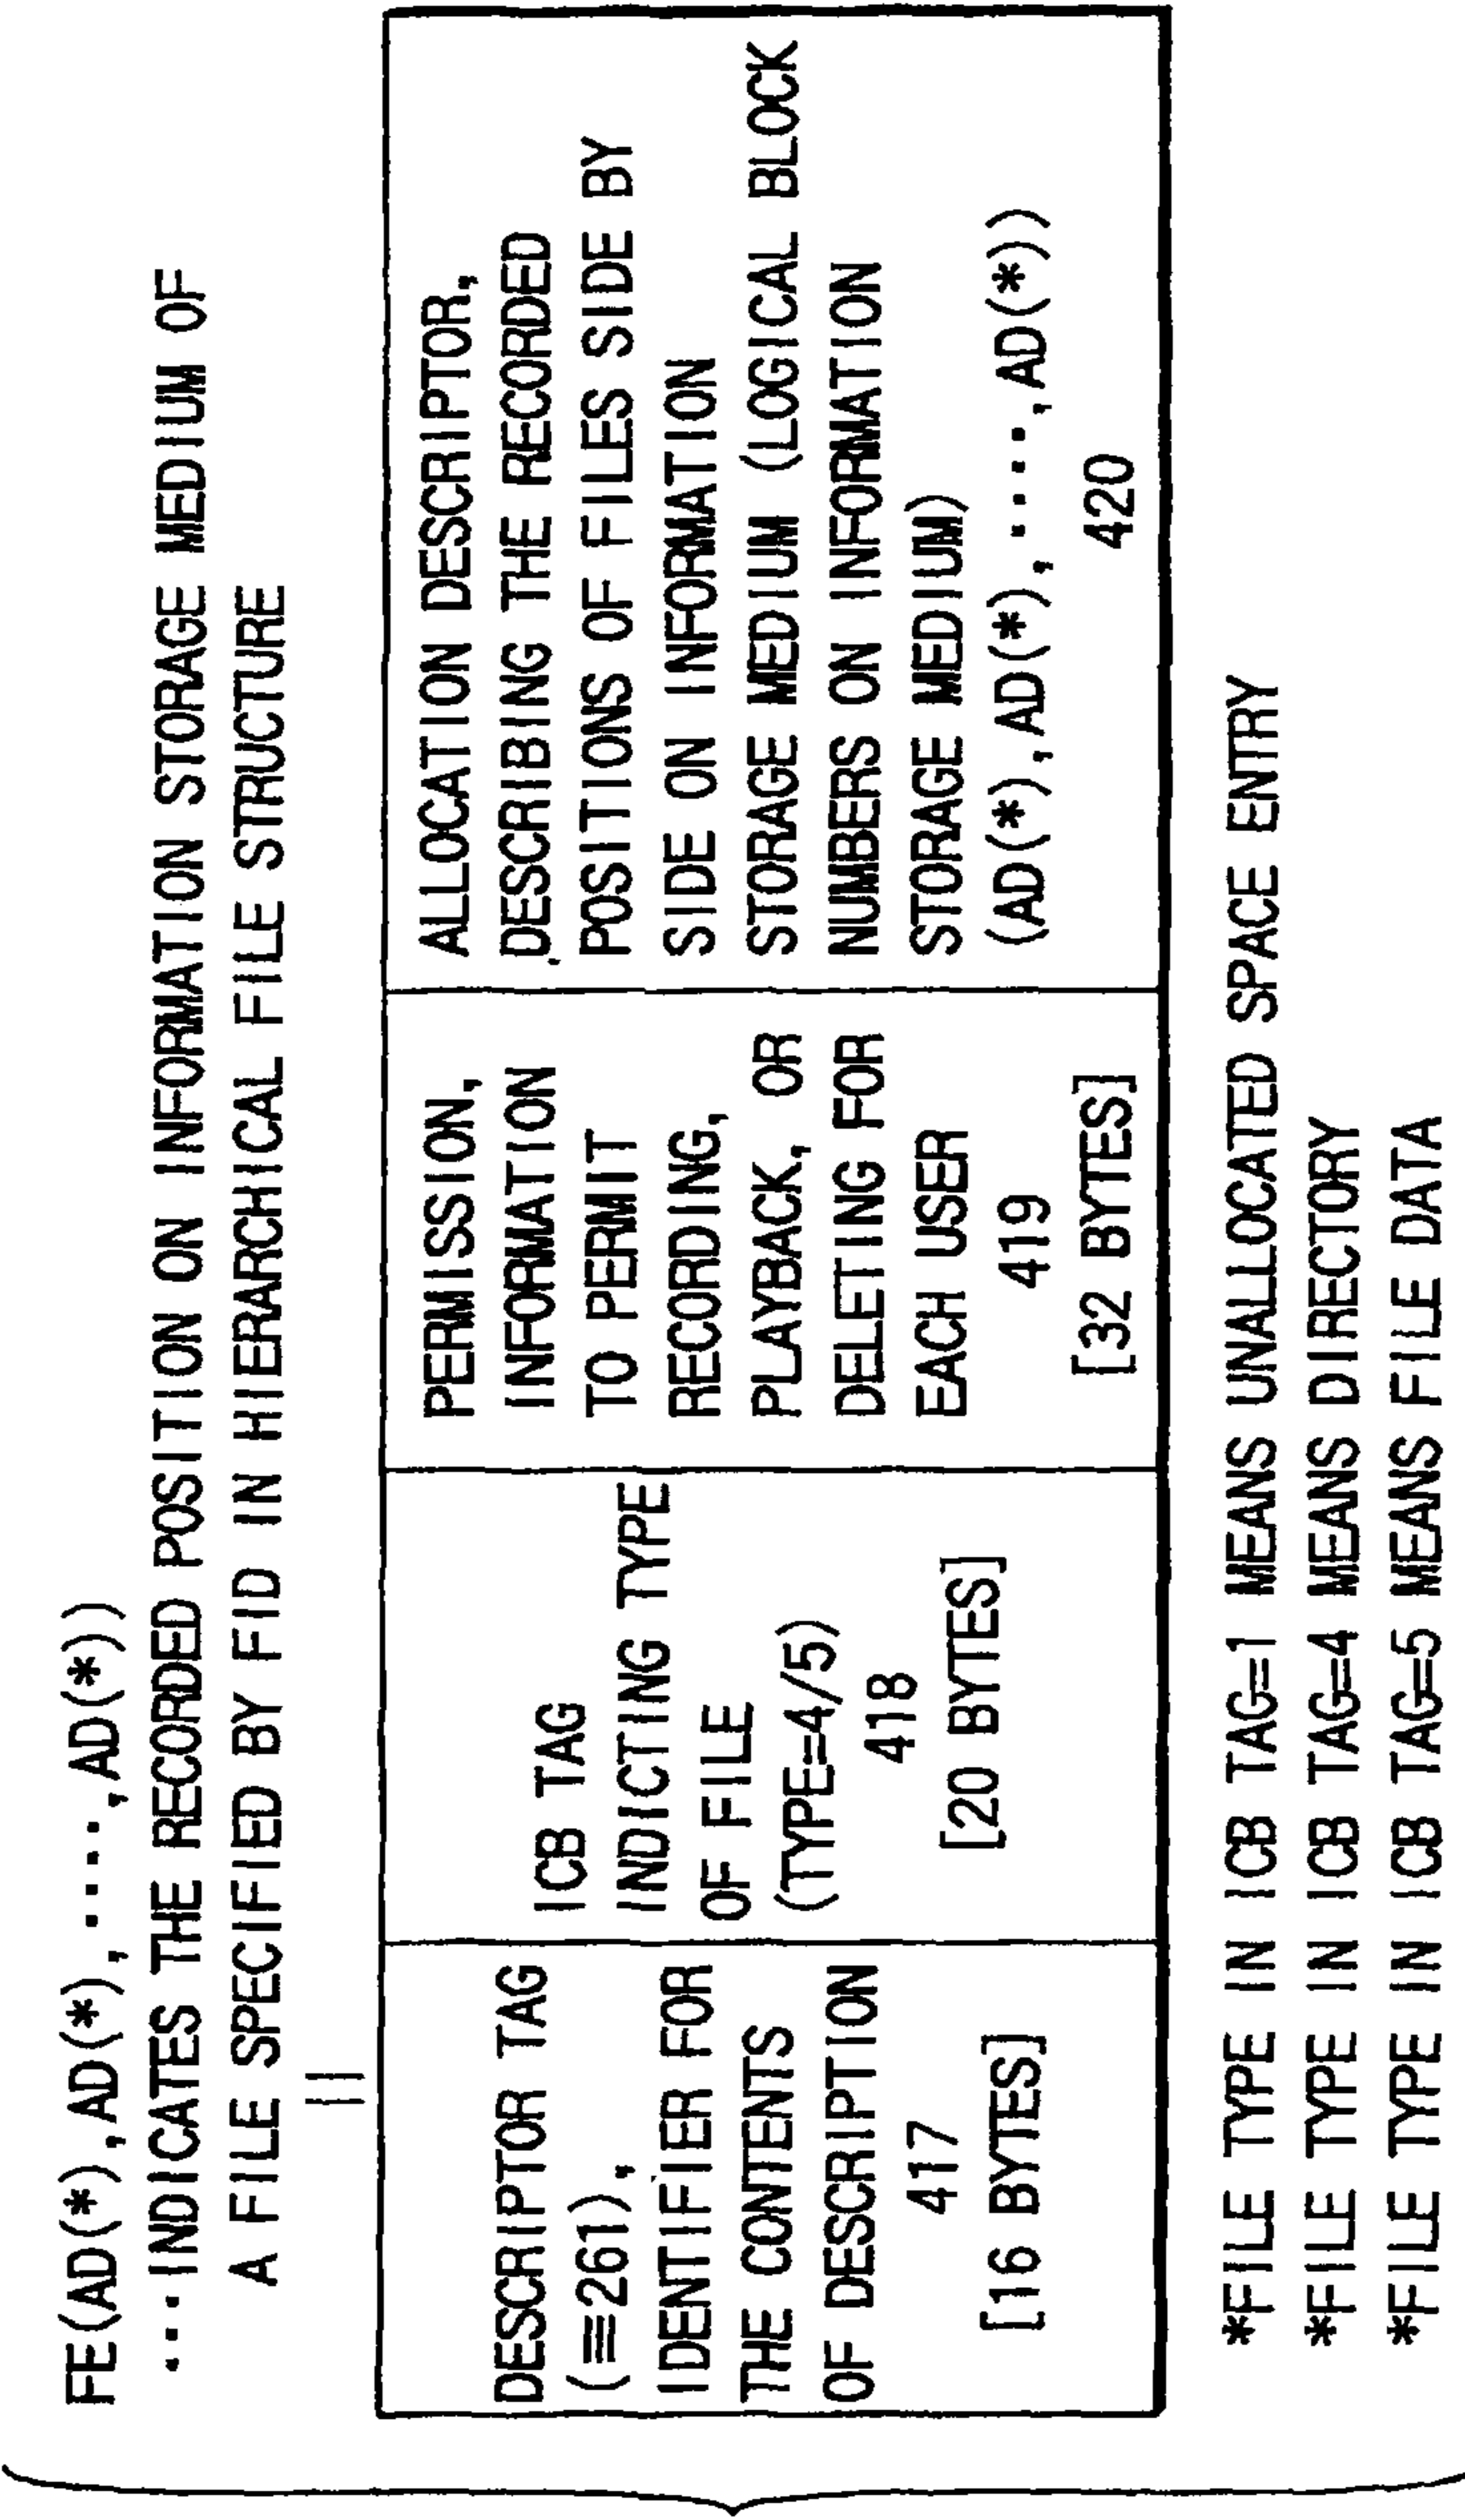 FE(AD(*),AD(*),····,AD(*))
···INDICATES THE RECORDED POSITION ON INFORMATION STORAGE MEDIUM OF
A FILE SPECIFIED BY FID IN HIERARCHICAL FILE STRUCTURE
DESCRIPTOR TAG
(≡261),
IDENTIFIER FOR
THE CONTENTS
OF DESCRIPTION
417
[16 BYTES]
ICB TAG
INDICTING TYPE
OF FILE
(TYPE=4/5)
418
[20 BYTES]
PERMISSION,
INFORMATION
TO PERMIT
RECORDING,
PLAYBACK, OR
DELETING FOR
EACH USER
419
[32 BYTES]
ALLOCATION DESCRIPTOR,
DESCRIBING THE RECORDED
POSITIONS OF FILES SIDE BY
SIDE ON INFORMATION
STORAGE MEDIUM (LOGICAL BLOCK
NUMBERS ON INFORMATION
STORAGE MEDIUM)
(AD(*),AD(*),····,AD(*))
420
*FILE TYPE IN ICB TAG=1 MEANS UNALLOCATED SPACE ENTRY
*FILE TYPE IN ICB TAG=4 MEANS DIRECTORY
*FILE TYPE IN ICB TAG=5 MEANS FILE DATA